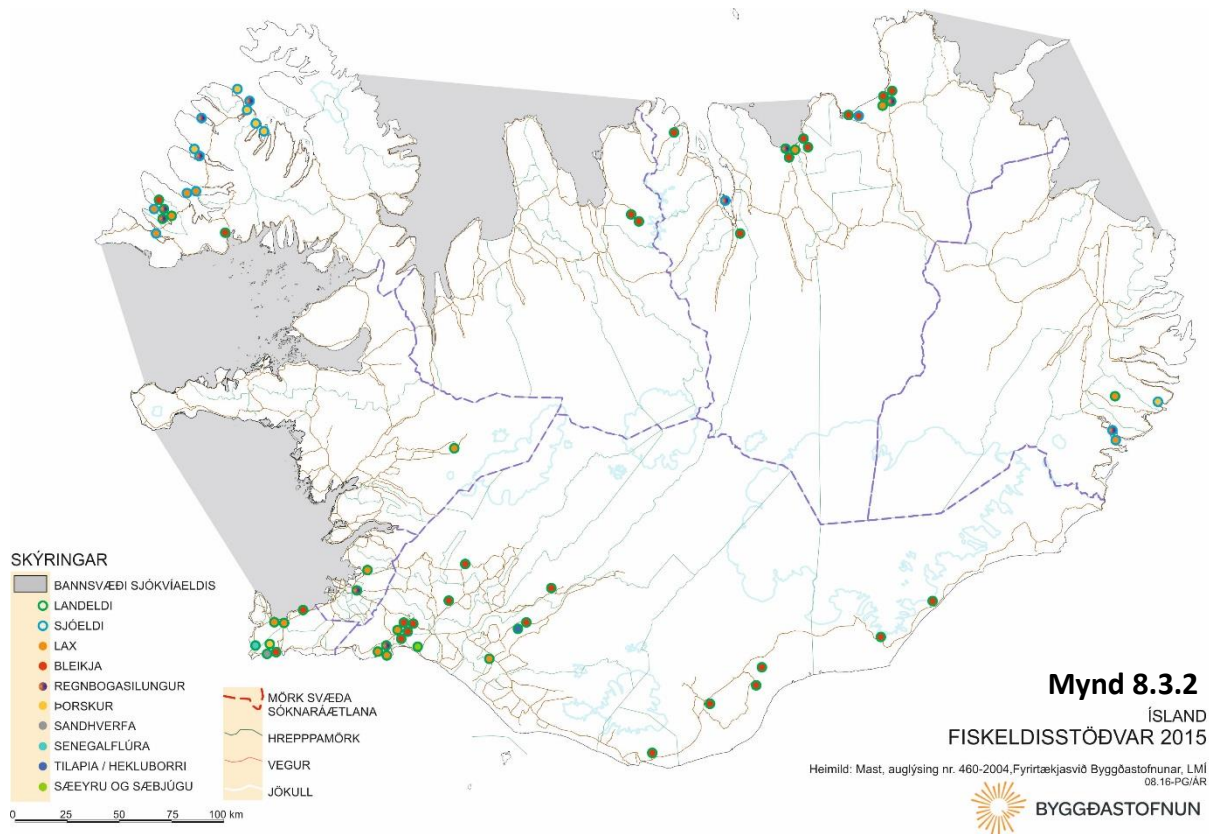 SKÝRINGAR
BANNSVÆÐI SJÓKVÍAELDIS
LANDELDI
SJÓELDI
LAX
BLEIKJA
REGNBOGASILUNGUR
ÞORSKUR
SANDHVERFA
SENEGALFLÚRA
TILAPIA / HEKLUBORRI
SÆEYRU OG SÆBJÚGU
MÖRK SVÆÐA
SÓKNARÁÆTLANA
HREPPPAMÖRK
VEGUR
JÖKULL
0 25 50 75 100 km
Mynd 8.3.2
ÍSLAND
FISKELDISSTÖÐVAR 2015
Heimild: Mast, auglýsing nr. 460-2004,Fyrirtækjasvið Byggðastofnunar, LMÍ
08.16-PG/ÁR
BYGGÐASTOFNUN